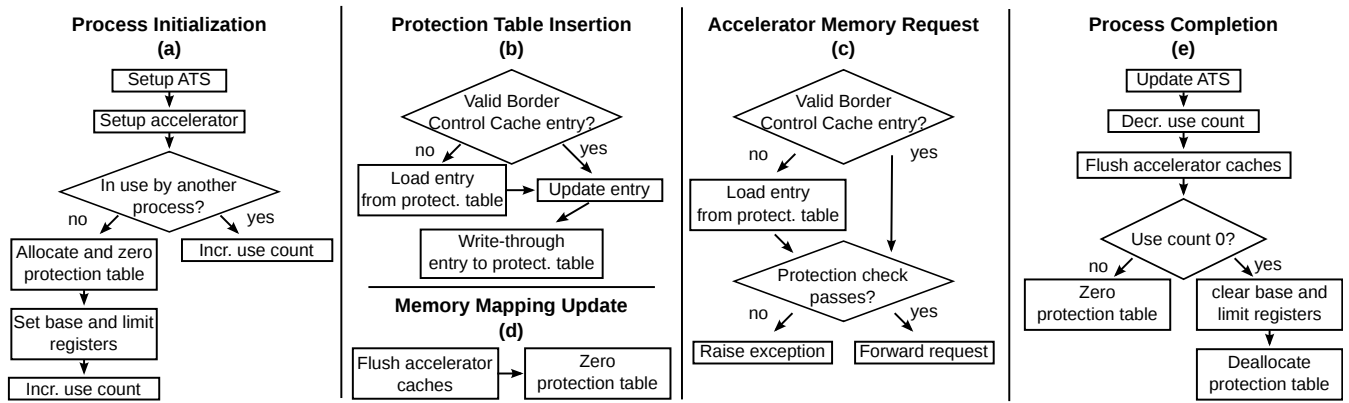 Process Initialization
(a)
Setup ATS
Setup accelerator
In use by another
process?
no
yes
Allocate and zero
protection table
Incr. use count
Set base and limit
registers
Incr. use count
Protection Table Insertion
(b)
Valid Border
Control Cache entry?
no
yes
Load entry
from protect. table
Update entry
Write-through
entry to protect. table
Memory Mapping Update
(d)
Flush accelerator
caches
Zero
protection table
Accelerator Memory Request
(c)
Valid Border
Control Cache entry?
no
yes
Load entry
from protect. table
Protection check
passes?
no
yes
Raise exception
Forward request
Process Completion
(e)
Update ATS
Decr. use count
Flush accelerator caches
Use count 0?
no
yes
Zero
protection table
clear base and
limit registers
Deallocate
protection table